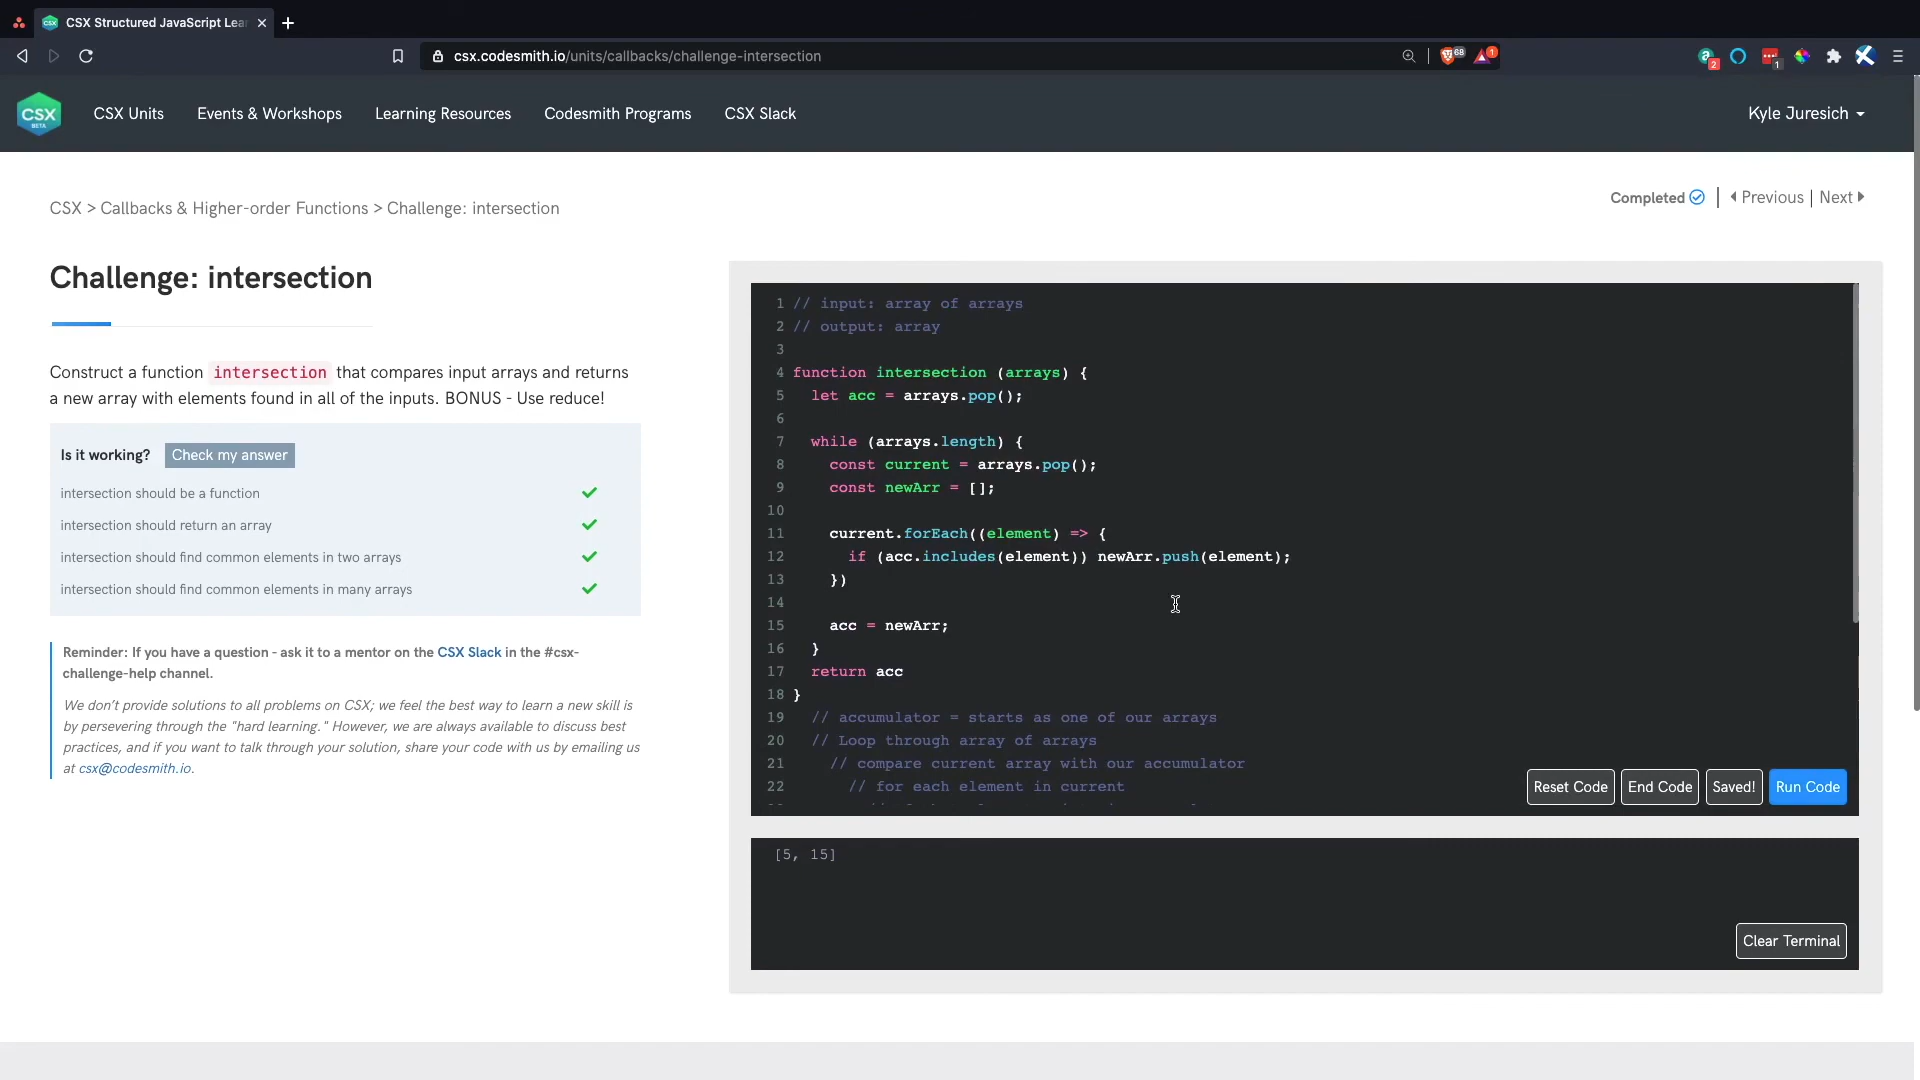 CSX Structured JavaScript Lea
csx.codesmith.io/units/callbacks/challenge-intersection
68
1
2
1
CSX
BETA
CSX Units
Events & Workshops
Learning Resources
Codesmith Programs
CSX Slack
Kyle Juresich
CSX > Callbacks & Higher-order Functions > Challenge: intersection
Completed
Previous | Next
Challenge: intersection
Construct a function intersection that compares input arrays and returns
a new array with elements found in all of the inputs. BONUS - Use reduce!
Is it working? Check my answer
intersection should be a function
intersection should return an array
intersection should find common elements in two arrays
intersection should find common elements in many arrays
Reminder: If you have a question - ask it to a mentor on the CSX Slack in the #csx-
challenge-help channel.
We don't provide solutions to all problems on CSX; we feel the best way to learn a new skill is
by persevering through the "hard learning." However, we are always available to discuss best
practices, and if you want to talk through your solution, share your code with us by emailing us
at csx@codesmith.io.
1 // input: array of arrays
2 // output: array
3
4 function intersection (arrays) {
5 let acc = arrays.pop();
6
7 while (arrays.length) {
8 const current = arrays.pop();
9 const newArr = [];
10
11 current.forEach((element) => {
12 if (acc.includes(element)) newArr.push(element);
13 })
14
15 acc = newArr;
16 }
17 return acc
18 }
19 // accumulator = starts as one of our arrays
20 // Loop through array of arrays
21 // compare current array with our accumulator
22 // for each element in current
Reset Code
End Code
Saved!
Run Code
[5, 15]
Clear Terminal